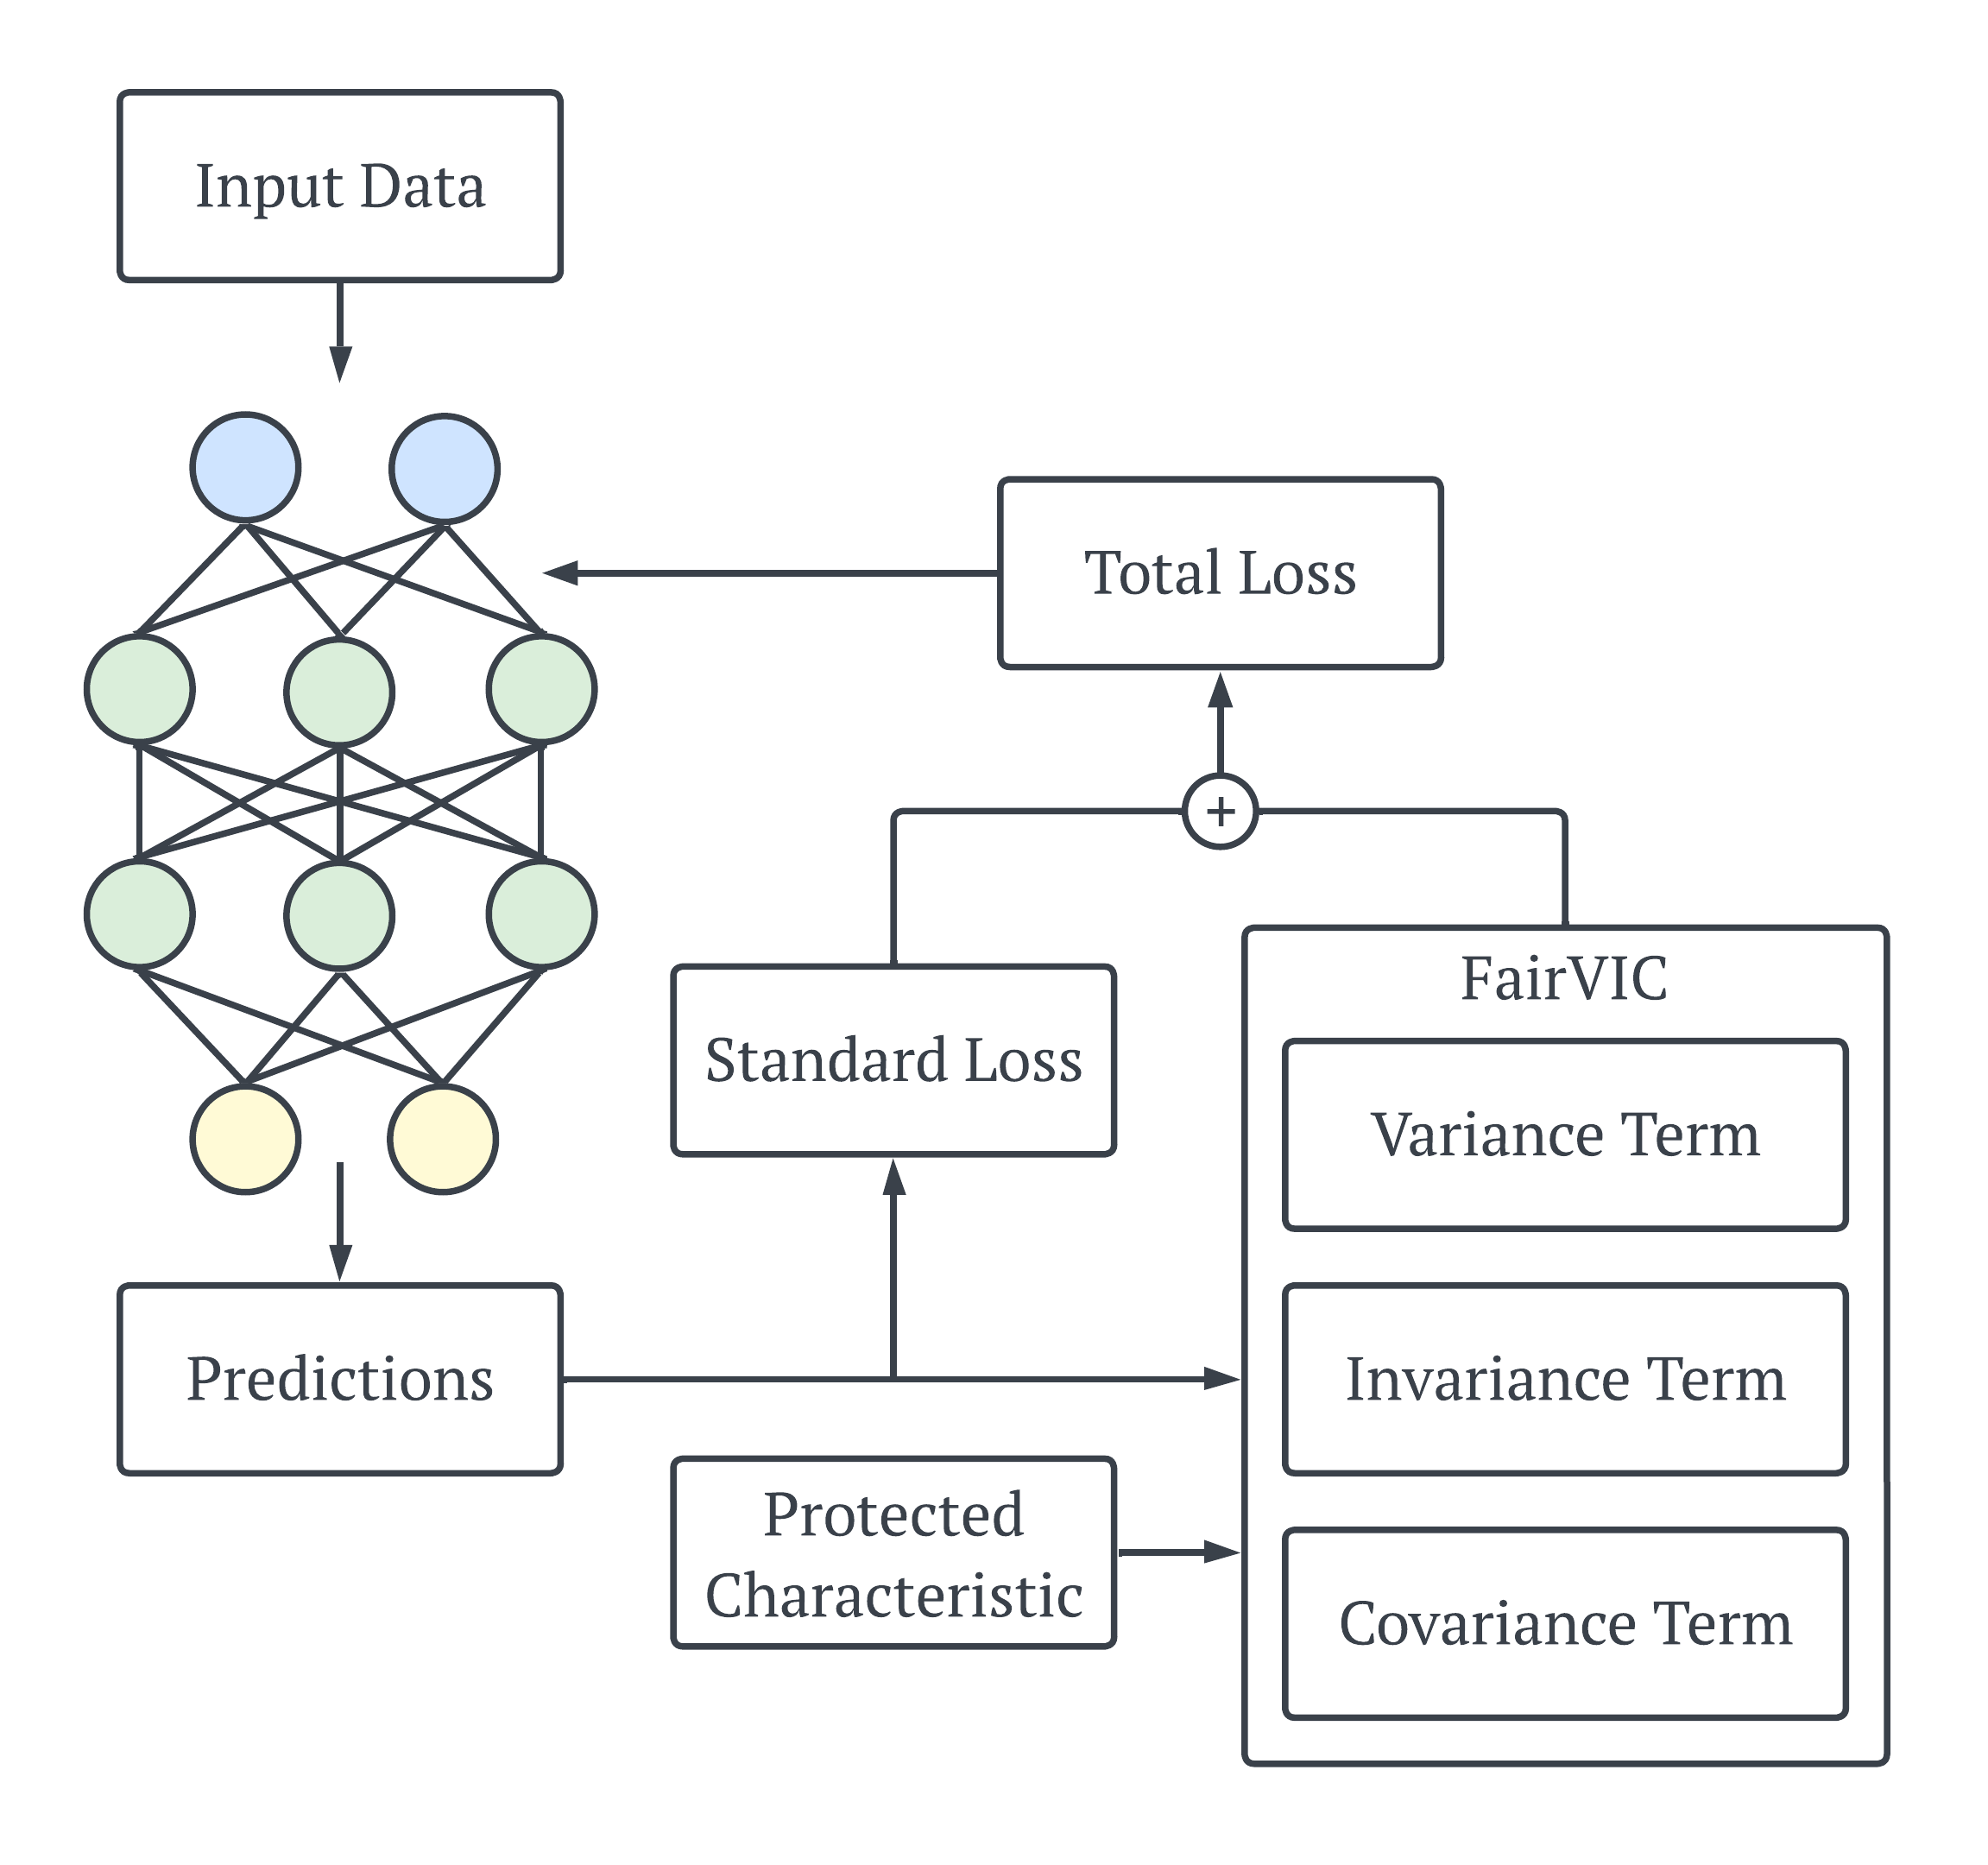 Input Data
Total Loss
+
FairVIC
Standard Loss
Variance Term
Predictions
Invariance Term
Protected
Characteristic
Covariance Term